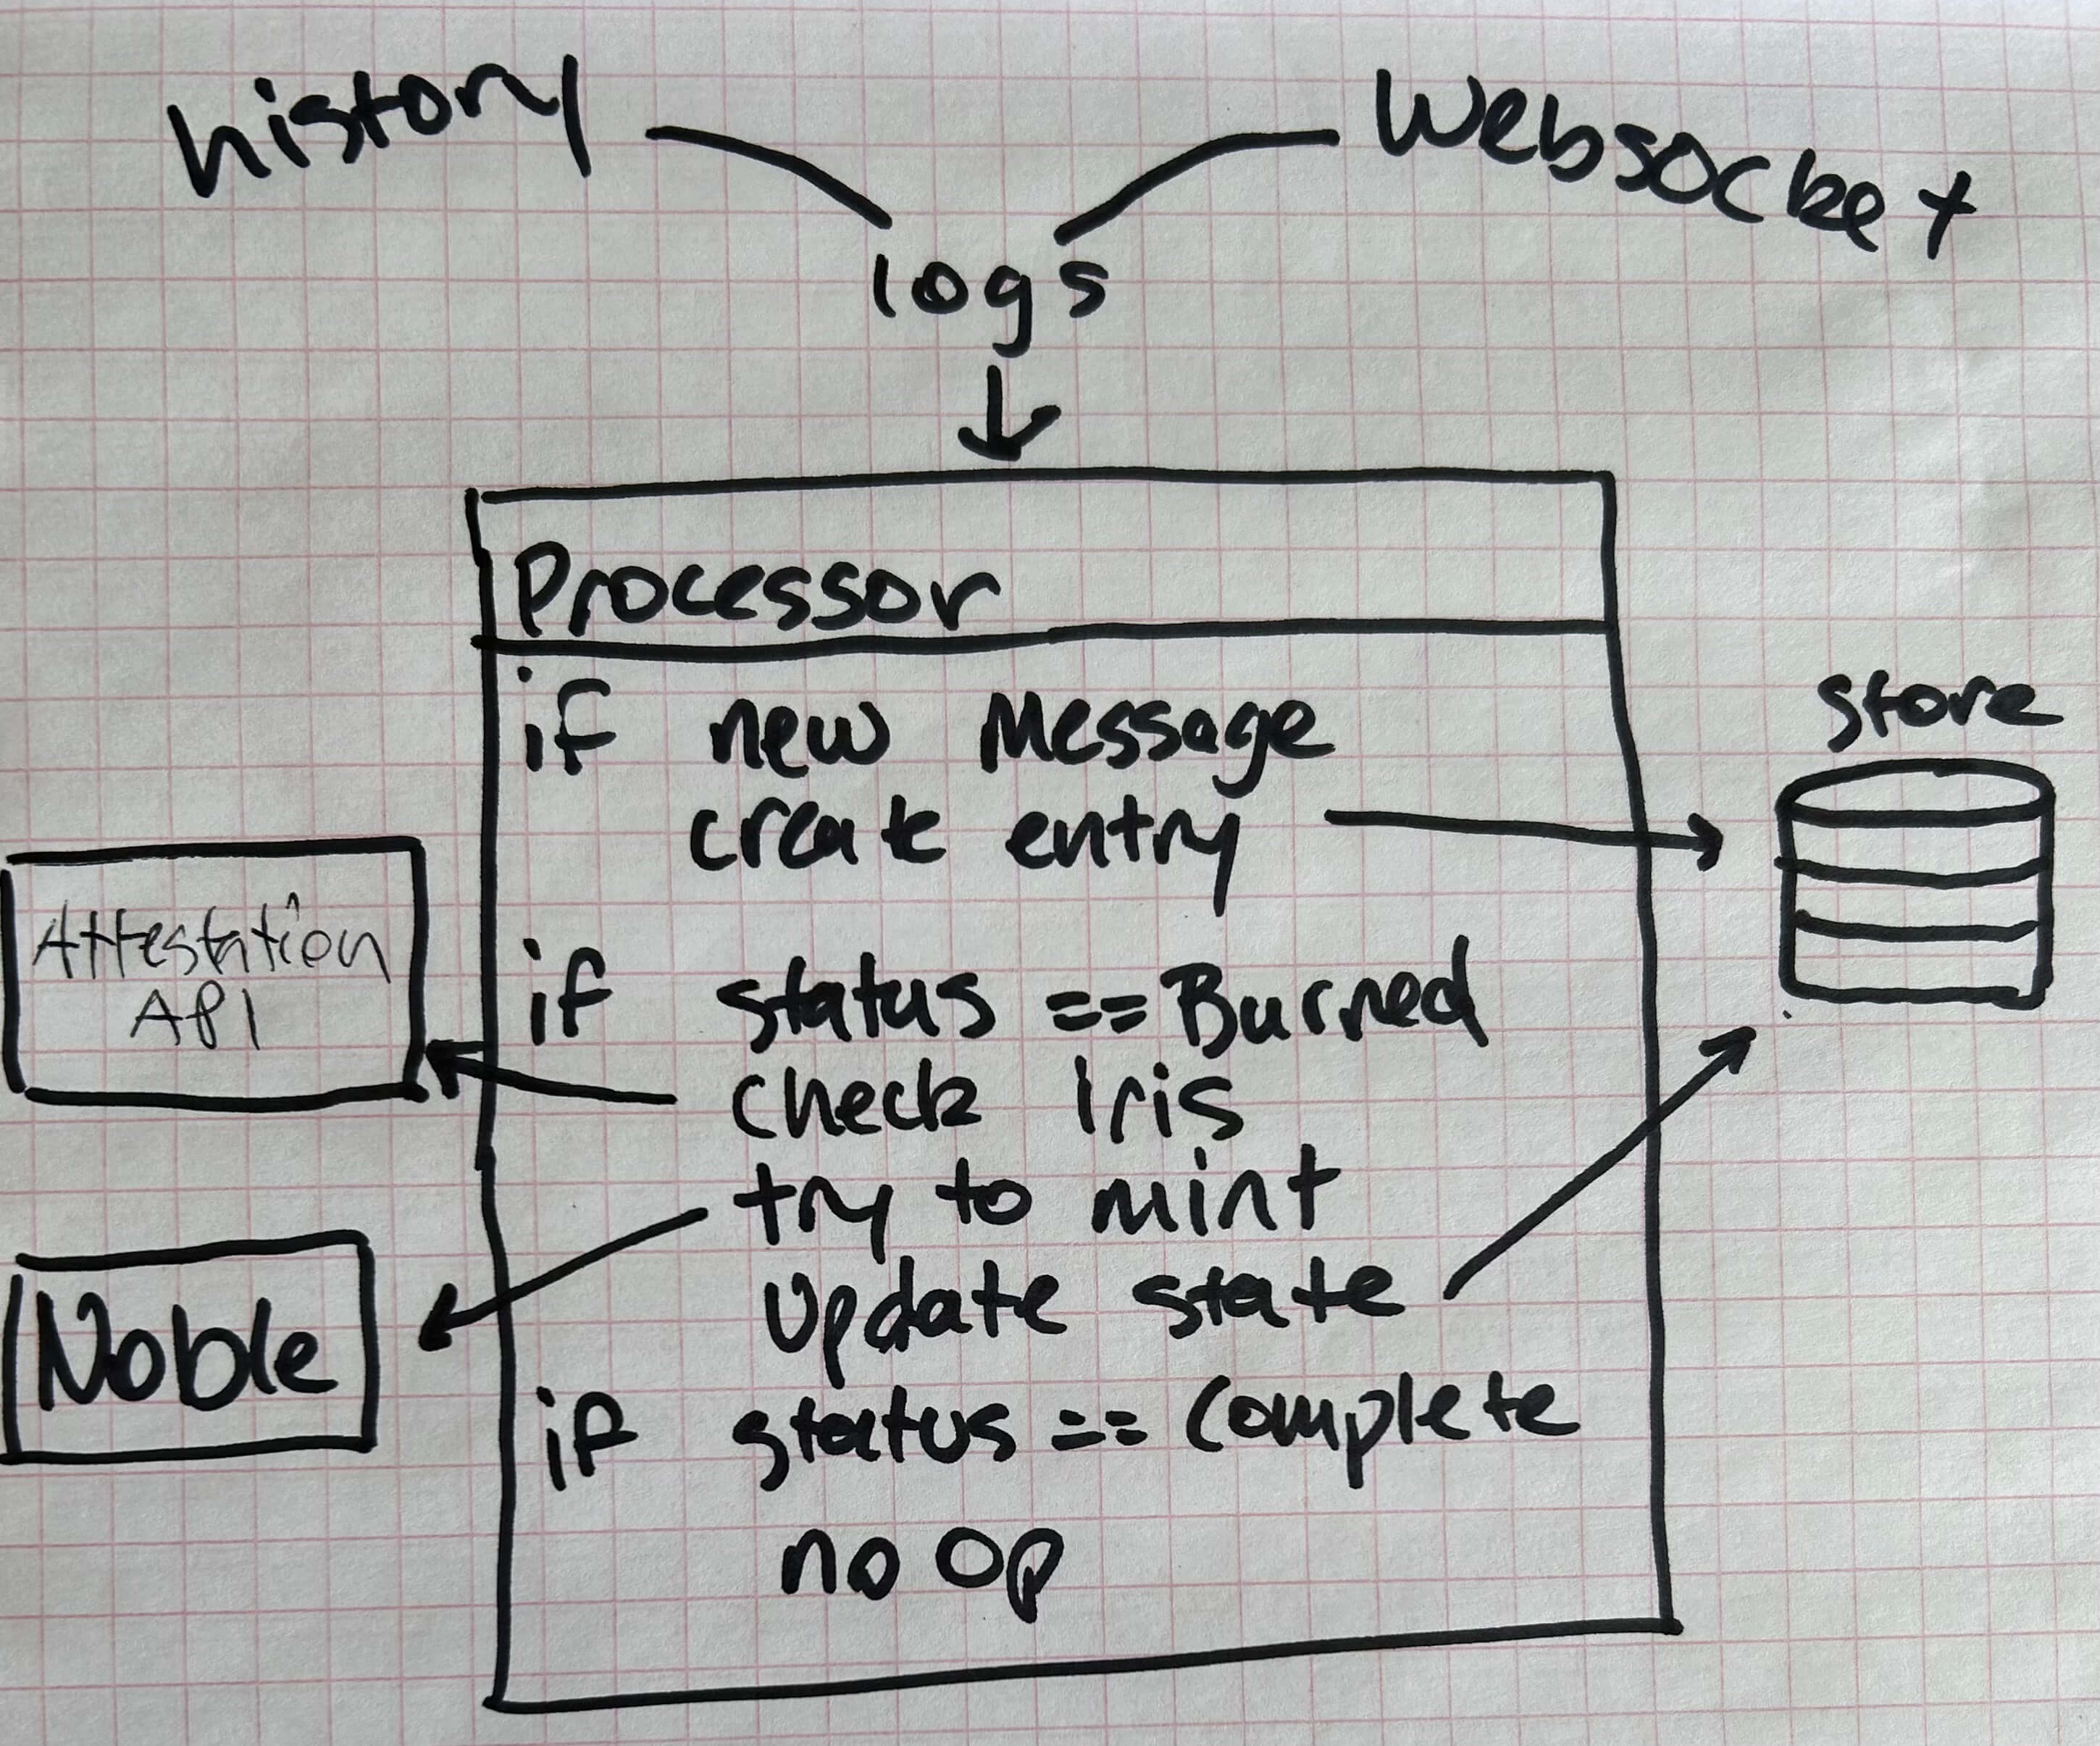 history
Websocket
logs
Processor
if new Message
create entry
store
Attestation
API
if status == Burned
check Iris
try to mint
Update state
Noble
if status == Complete
no Op